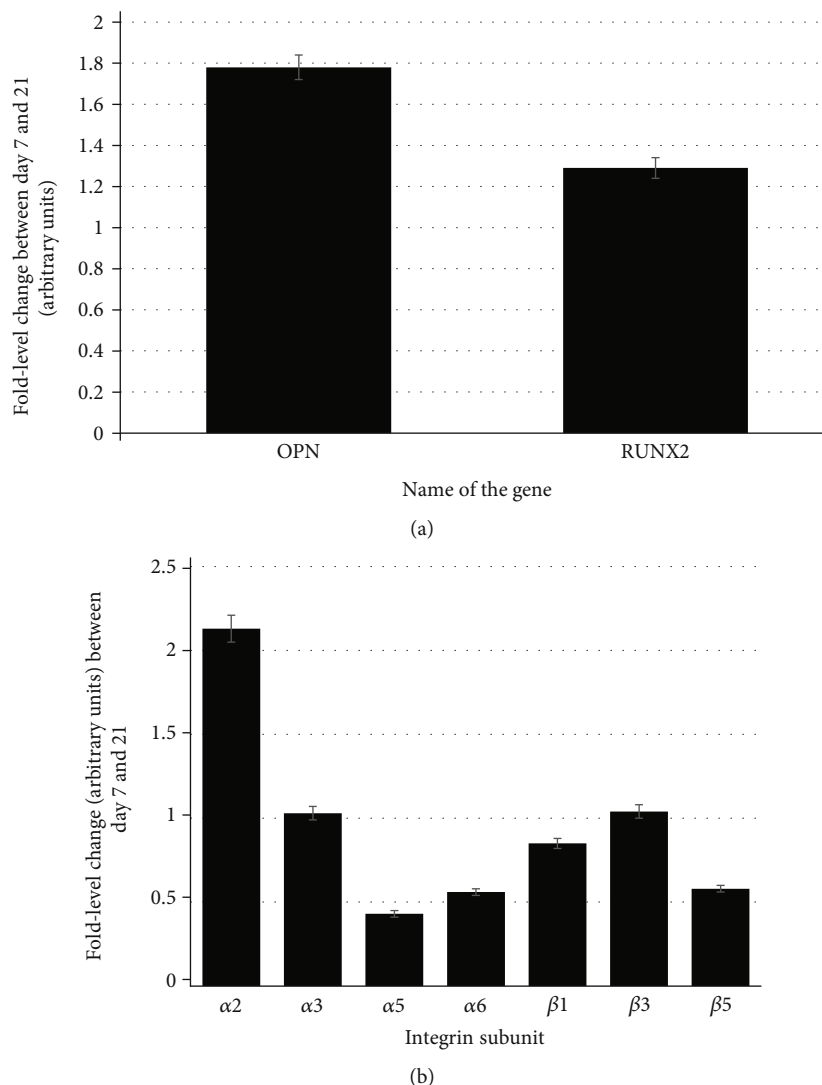 2
1.8
1.6
1.4
1.2
1
0.8
0.6
0.4
0.2
0
Fold-level change between day 7 and 21
(arbitrary units)
OPN RUNX2
Name of the gene
(a)
2.5
2
1.5
1
0.5
0
Fold-level change (arbitrary units) between
day 7 and 21
α2 α3 α5 α6 β1 β3 β5
Integrin subunit
(b)